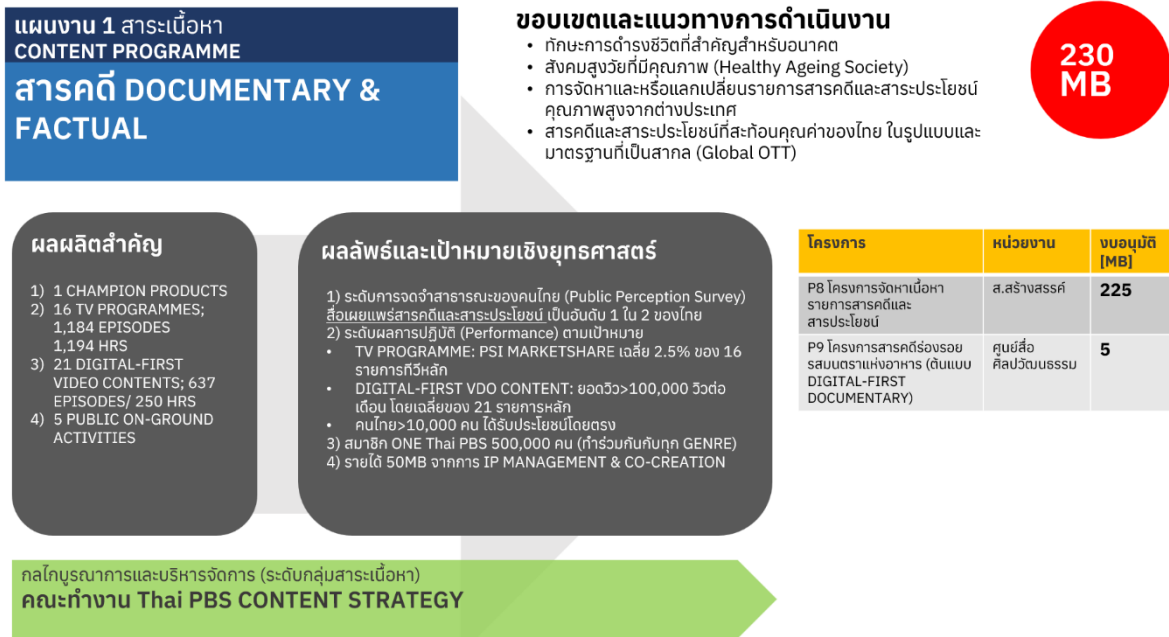 แผนงาน 1 สาระเนื้อหา
CONTENT PROGRAMME
สารคดี DOCUMENTARY &
FACTUAL
ขอบเขตและแนวทางการดำเนินงาน
• ทักษะการดำรงชีวิตที่สำคัญสำหรับอนาคต
• สังคมสูงวัยที่มีคุณภาพ (Healthy Ageing Society)
• การจัดหาและหรือแลกเปลี่ยนรายการสารคดีและสาระประโยชน์
คุณภาพสูงจากต่างประเทศ
• สารคดีและสาระประโยชน์ที่สะท้อนคุณค่าของไทย ในรูปแบบและ
มาตรฐานที่เป็นสากล (Global OTT)
230
MB
ผลผลิตสำคัญ
1) 1 CHAMPION PRODUCTS
2) 16 TV PROGRAMMES;
1,184 EPISODES
1,194 HRS
3) 21 DIGITAL-FIRST
VIDEO CONTENTS; 637
EPISODES/ 250 HRS
4) 5 PUBLIC ON-GROUND
ACTIVITIES
ผลลัพธ์และเป้าหมายเชิงยุทธศาสตร์
1) ระดับการจดจำสาธารณะของคนไทย (Public Perception Survey)
สื่อเผยแพร่สารคดีและสาระประโยชน์ เป็นอันดับ 1 ใน 2 ของไทย
2) ระดับผลการปฏิบัติ (Performance) ตามเป้าหมาย
• TV PROGRAMME: PSI MARKETSHARE เฉลี่ย 2.5% ของ 16
รายการทีวีหลัก
• DIGITAL-FIRST VDO CONTENT: ยอดวิว>100,000 วิวต่อ
เดือน โดยเฉลี่ยของ 21 รายการหลัก
• คนไทย>10,000 คน ได้รับประโยชน์โดยตรง
3) สมาชิก ONE Thai PBS 500,000 คน (ทำร่วมกันกับทุก GENRE)
4) รายได้ 50MB จากการ IP MANAGEMENT & CO-CREATION
โครงการ หน่วยงาน งบอนุมัติ
[MB]
P8 โครงการจัดหาเนื้อหา ส.สร้างสรรค์ 225
รายการสารคดีและ
สารประโยชน์
P9 โครงการสารคดีร่องรอย ศูนย์สื่อ 5
รสมนตราแห่งอาหาร (ต้นแบบ ศิลปวัฒนธรรม
DIGITAL-FIRST
DOCUMENTARY)
กลไกบูรณาการและบริหารจัดการ (ระดับกลุ่มสาระเนื้อหา)
คณะทำงาน Thai PBS CONTENT STRATEGY